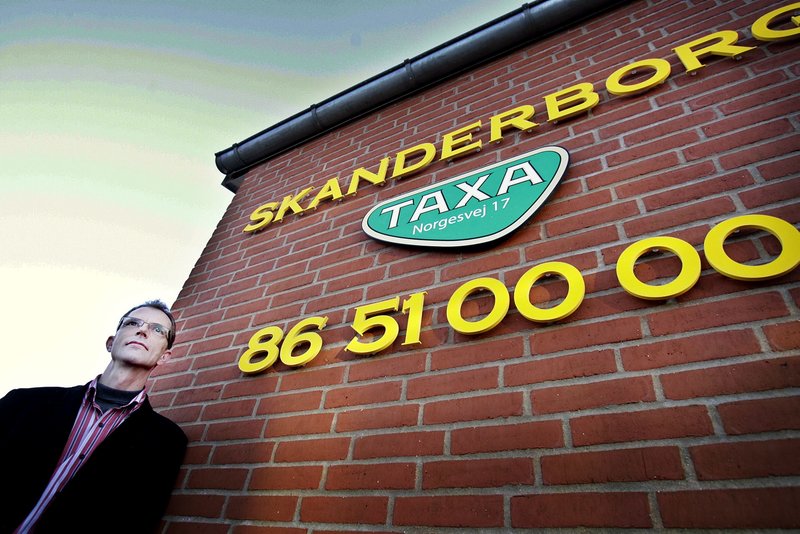 SKANDERBORG
TAXA
Norgesvej 17
86 51 00 00